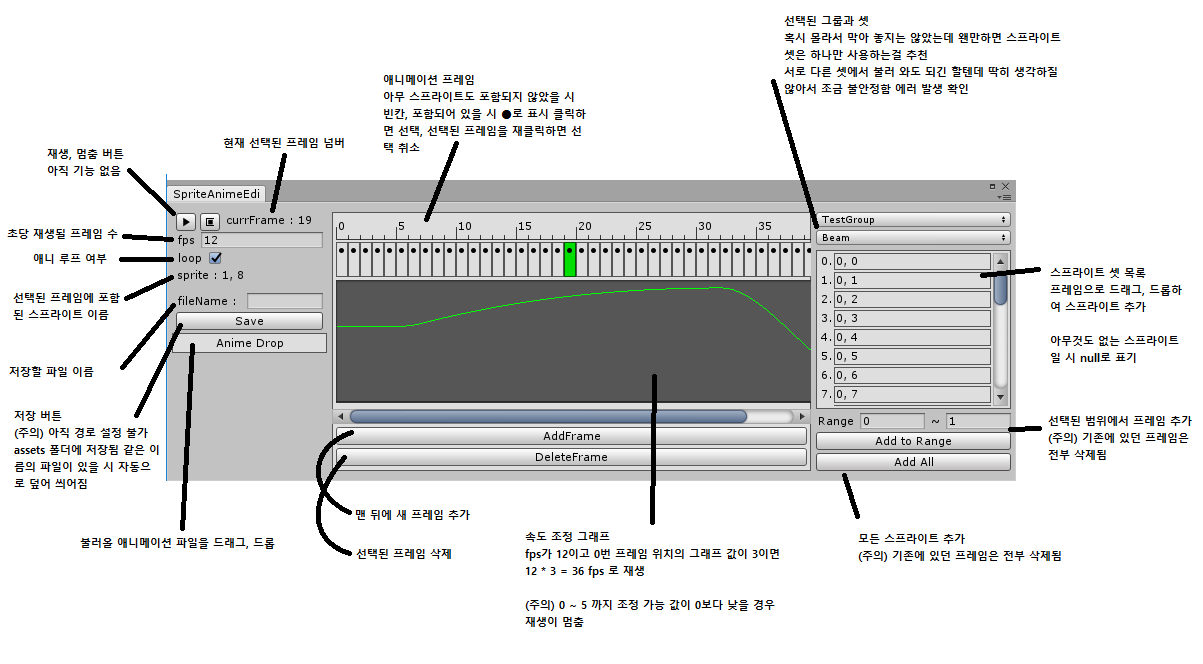 선택된 그룹과 셋
혹시 몰라서 막아 놓지는 않았는데 왠만하면 스프라이트
셋은 하나만 사용하는걸 추천
서로 다른 셋에서 불러 와도 되긴 할텐데 딱히 생각하질
않아서 조금 불안정함 에러 발생 확인
애니메이션 프레임
아무 스프라이트도 포함되지 않았을 시
빈칸, 포함되어 있을 시 ●로 표시 클릭하
면 선택, 선택된 프레임을 재클릭하면 선
택 취소
현재 선택된 프레임 넘버
재생, 멈춤 버튼
아직 기능 없음
초당 재생될 프레임 수
애니 루프 여부
선택된 프레임에 포함
된 스프라이트 이름
저장할 파일 이름
저장 버튼
(주의) 아직 경로 설정 불가
assets 폴더에 저장됨 같은 이
름의 파일이 있을 시 자동으
로 덮어 씌어짐
불러올 애니메이션 파일을 드래그, 드롭
SpriteAnimeEdi
currFrame : 19
fps 12
loop
sprite : 1, 8
fileName :
Save
Anime Drop
0 5 10 15 20 25 30 35
AddFrame
DeleteFrame
TestGroup
Beam
0. 0, 0
1. 0, 1
2. 0, 2
3. 0, 3
4. 0, 4
5. 0, 5
6. 0, 6
7. 0, 7
Range 0 ~ 1
Add to Range
Add All
스프라이트 셋 목록
프레임으로 드래그, 드롭하
여 스프라이트 추가
아무것도 없는 스프라이트
일 시 null로 표기
선택된 범위에서 프레임 추가
(주의) 기존에 있던 프레임은
전부 삭제됨
맨 뒤에 새 프레임 추가
선택된 프레임 삭제
속도 조정 그래프
fps가 12이고 0번 프레임 위치의 그래프 값이 3이면
12 * 3 = 36 fps 로 재생
(주의) 0 ~ 5 까지 조정 가능 값이 0보다 낮을 경우
재생이 멈춤
모든 스프라이트 추가
(주의) 기존에 있던 프레임은 전부 삭제됨